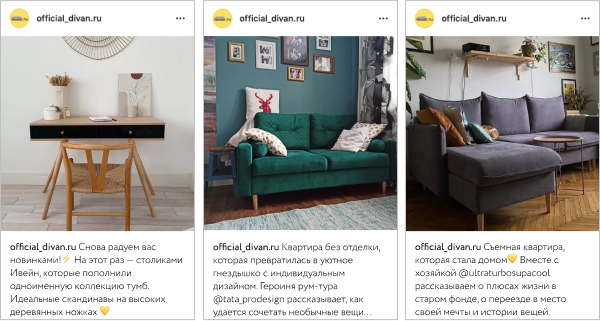 official_divan.ru
official_divan.ru Снова радуем вас
новинками!⚡ На этот раз — столиками
Ивейн, которые пополнили
одноименную коллекцию тумб.
Идеальные скандинавы на высоких
деревянных ножках 💛
official_divan.ru
official_divan.ru Квартира без отделки,
которая превратилась в уютное
гнездышко с индивидуальным
дизайном. Героиня рум-тура
@tata_prodesign рассказывает, как
удается сочетать необычные вещи...
official_divan.ru
official_divan.ru Съемная квартира,
которая стала домом💛 Вместе с
хозяйкой @ultraturbosupacool
рассказываем о плюсах жизни в
старом фонде, о переезде в место
своей мечты и истории вещей.